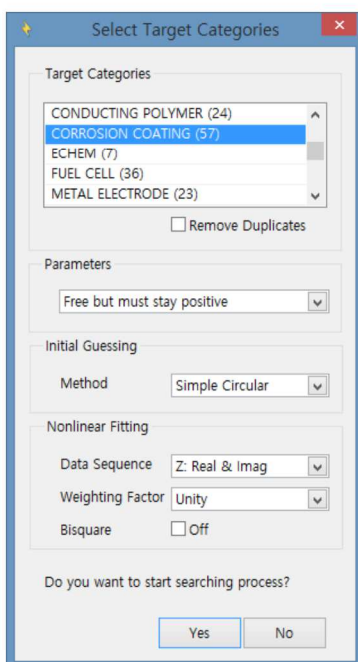 Select Target Categories
Target Categories
CONDUCTING POLYMER (24)
CORROSION COATING (57)
ECHEM (7)
FUEL CELL (36)
METAL ELECTRODE (23)
Remove Duplicates
Parameters
Free but must stay positive
Initial Guessing
Method Simple Circular
Nonlinear Fitting
Data Sequence Z: Real & Imag
Weighting Factor Unity
Bisquare Off
Do you want to start searching process?
Yes No